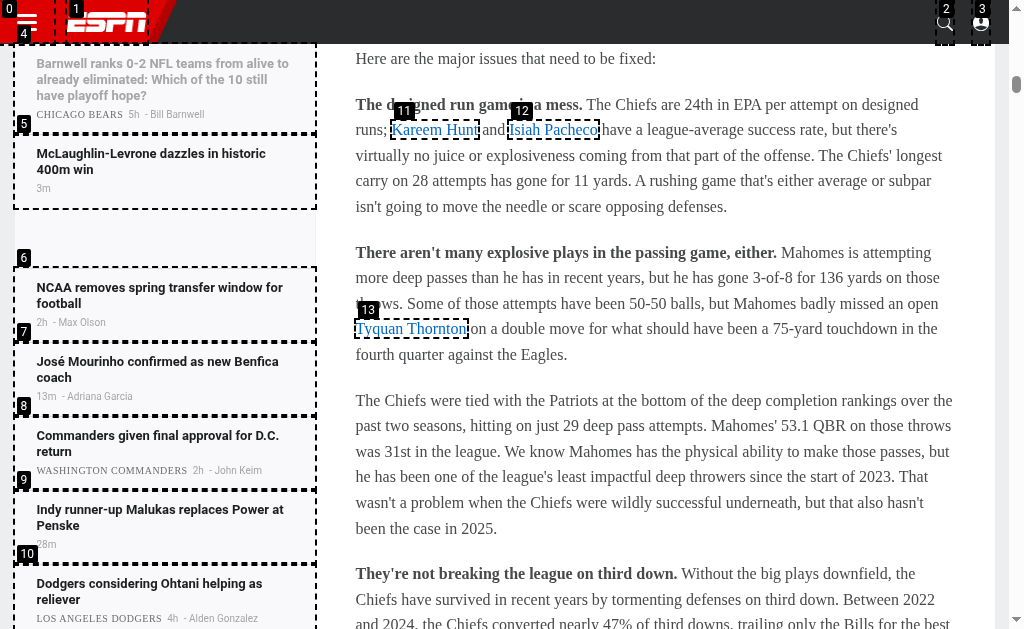 0
1
ESPN
2
3
4
Barnwell ranks 0-2 NFL teams from alive to
already eliminated: Which of the 10 still
have playoff hope?
CHICAGO BEARS 5h - Bill Barnwell
5
McLaughlin-Levrone dazzles in historic
400m win
3m
6
NCAA removes spring transfer window for
football
2h - Max Olson
7
José Mourinho confirmed as new Benfica
coach
13m - Adriana Garcia
8
Commanders given final approval for D.C.
return
WASHINGTON COMMANDERS 2h - John Keim
9
Indy runner-up Malukas replaces Power at
Penske
28m
10
Dodgers considering Ohtani helping as
reliever
LOS ANGELES DODGERS 4h - Alden Gonzalez
Here are the major issues that need to be fixed:
The designed run game is a mess. The Chiefs are 24th in EPA per attempt on designed
11
12
runs; Kareem Hunt and Isiah Pacheco have a league-average success rate, but there's
virtually no juice or explosiveness coming from that part of the offense. The Chiefs' longest
carry on 28 attempts has gone for 11 yards. A rushing game that's either average or subpar
isn't going to move the needle or scare opposing defenses.
There aren't many explosive plays in the passing game, either. Mahomes is attempting
more deep passes than he has in recent years, but he has gone 3-of-8 for 136 yards on those
throws. Some of those attempts have been 50-50 balls, but Mahomes badly missed an open
13
Tyquan Thornton on a double move for what should have been a 75-yard touchdown in the
fourth quarter against the Eagles.
The Chiefs were tied with the Patriots at the bottom of the deep completion rankings over the
past two seasons, hitting on just 29 deep pass attempts. Mahomes' 53.1 QBR on those throws
was 31st in the league. We know Mahomes has the physical ability to make those passes, but
he has been one of the league's least impactful deep throwers since the start of 2023. That
wasn't a problem when the Chiefs were wildly successful underneath, but that also hasn't
been the case in 2025.
They're not breaking the league on third down. Without the big plays downfield, the
Chiefs have survived in recent years by tormenting defenses on third down. Between 2022
and 2024, the Chiefs converted nearly 47% of third downs, trailing only the Bills for the best